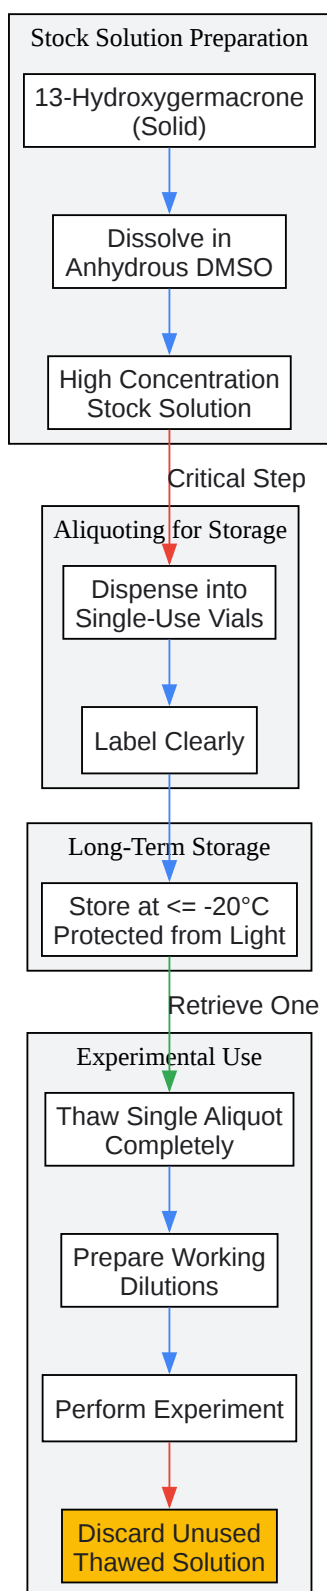 Stock Solution Preparation
13-Hydroxygermacrone
(Solid)
Dissolve in
Anhydrous DMSO
High Concentration
Stock Solution
Critical Step
Aliquoting for Storage
Dispense into
Single-Use Vials
Label Clearly
Long-Term Storage
Store at <= -20°C
Protected from Light
Retrieve One
Experimental Use
Thaw Single Aliquot
Completely
Prepare Working
Dilutions
Perform Experiment
Discard Unused
Thawed Solution